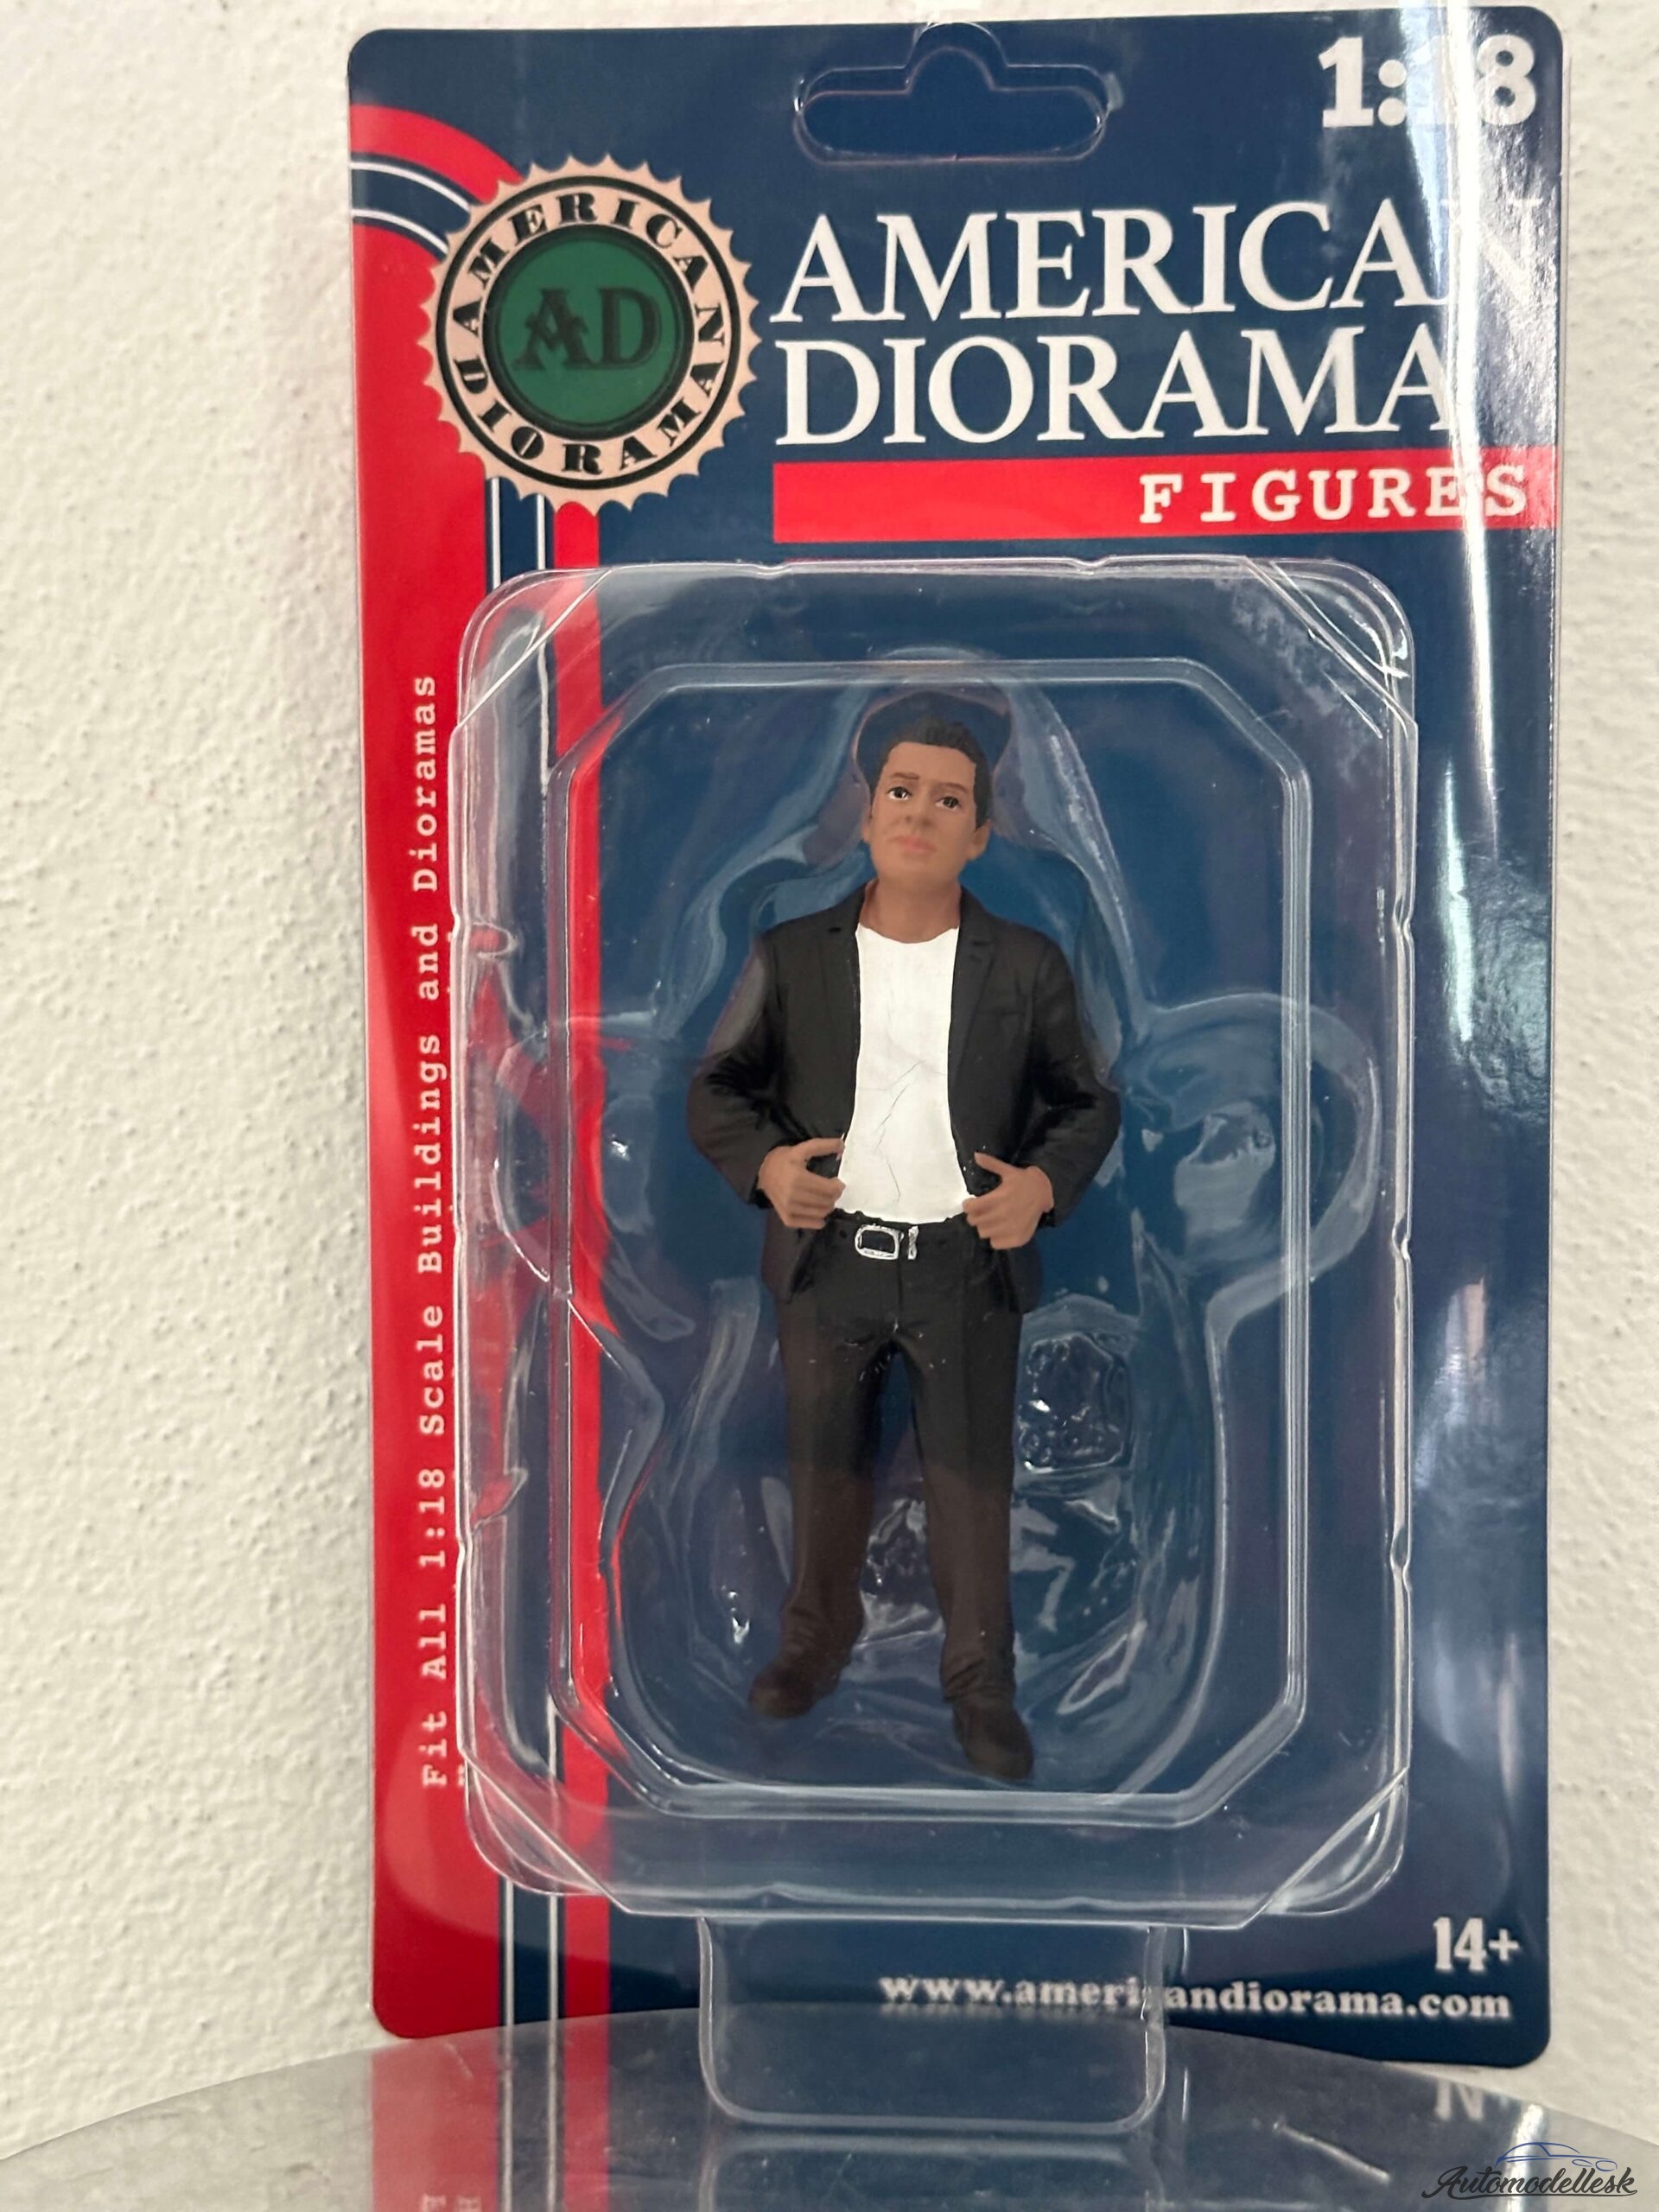 1:18
AMERICAN DIORAMA
AD
AMERICAN
DIORAMA
FIGURES
Fit All 1:18 Scale Buildings and Dioramas
14+
www.americandiorama.com
Automodellesk